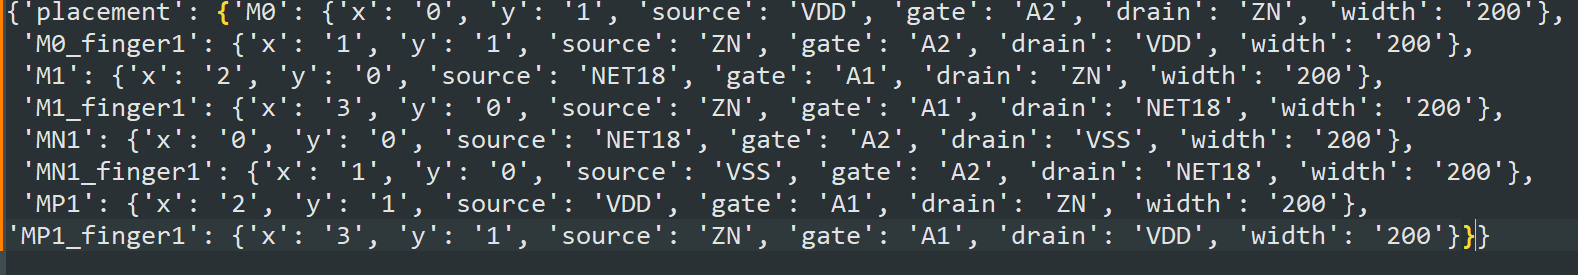 {'placement': {'M0': {'x': '0', 'y': '1', 'source': 'VDD', 'gate': 'A2', 'drain': 'ZN', 'width': '200'},
'M0_finger1': {'x': '1', 'y': '1', 'source': 'ZN', 'gate': 'A2', 'drain': 'VDD', 'width': '200'},
'M1': {'x': '2', 'y': '0', 'source': 'NET18', 'gate': 'A1', 'drain': 'ZN', 'width': '200'},
'M1_finger1': {'x': '3', 'y': '0', 'source': 'ZN', 'gate': 'A1', 'drain': 'NET18', 'width': '200'},
'MN1': {'x': '0', 'y': '0', 'source': 'NET18', 'gate': 'A2', 'drain': 'VSS', 'width': '200'},
'MN1_finger1': {'x': '1', 'y': '0', 'source': 'VSS', 'gate': 'A2', 'drain': 'NET18', 'width': '200'},
'MP1': {'x': '2', 'y': '1', 'source': 'VDD', 'gate': 'A1', 'drain': 'ZN', 'width': '200'},
'MP1_finger1': {'x': '3', 'y': '1', 'source': 'ZN', 'gate': 'A1', 'drain': 'VDD', 'width': '200'}}}